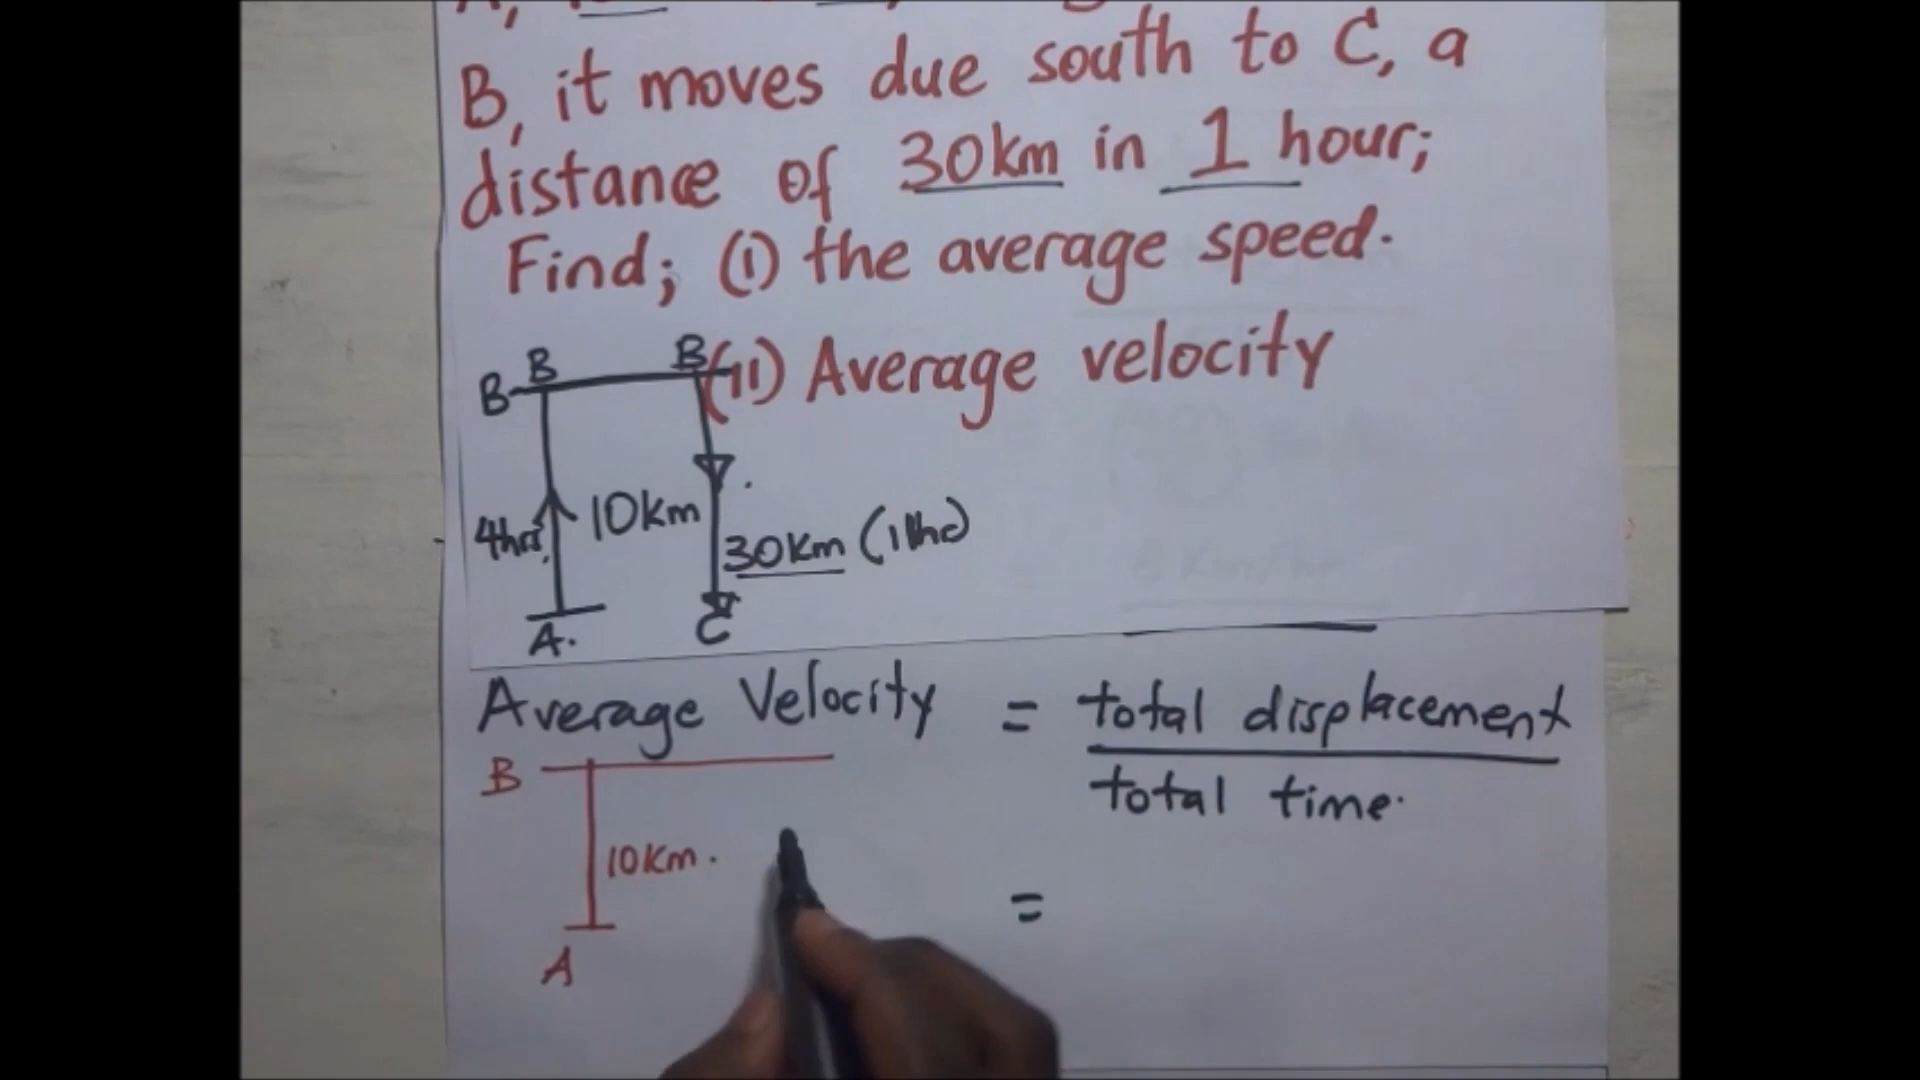 A,
B, it moves due south to C, a
distance of 30km in 1 hour;
Find; (i) the average speed.
(ii) Average velocity
B B B
4hrs 10km
30km (1hr)
A. C
Average Velocity = total displacement
total time.
B
10km. =
A